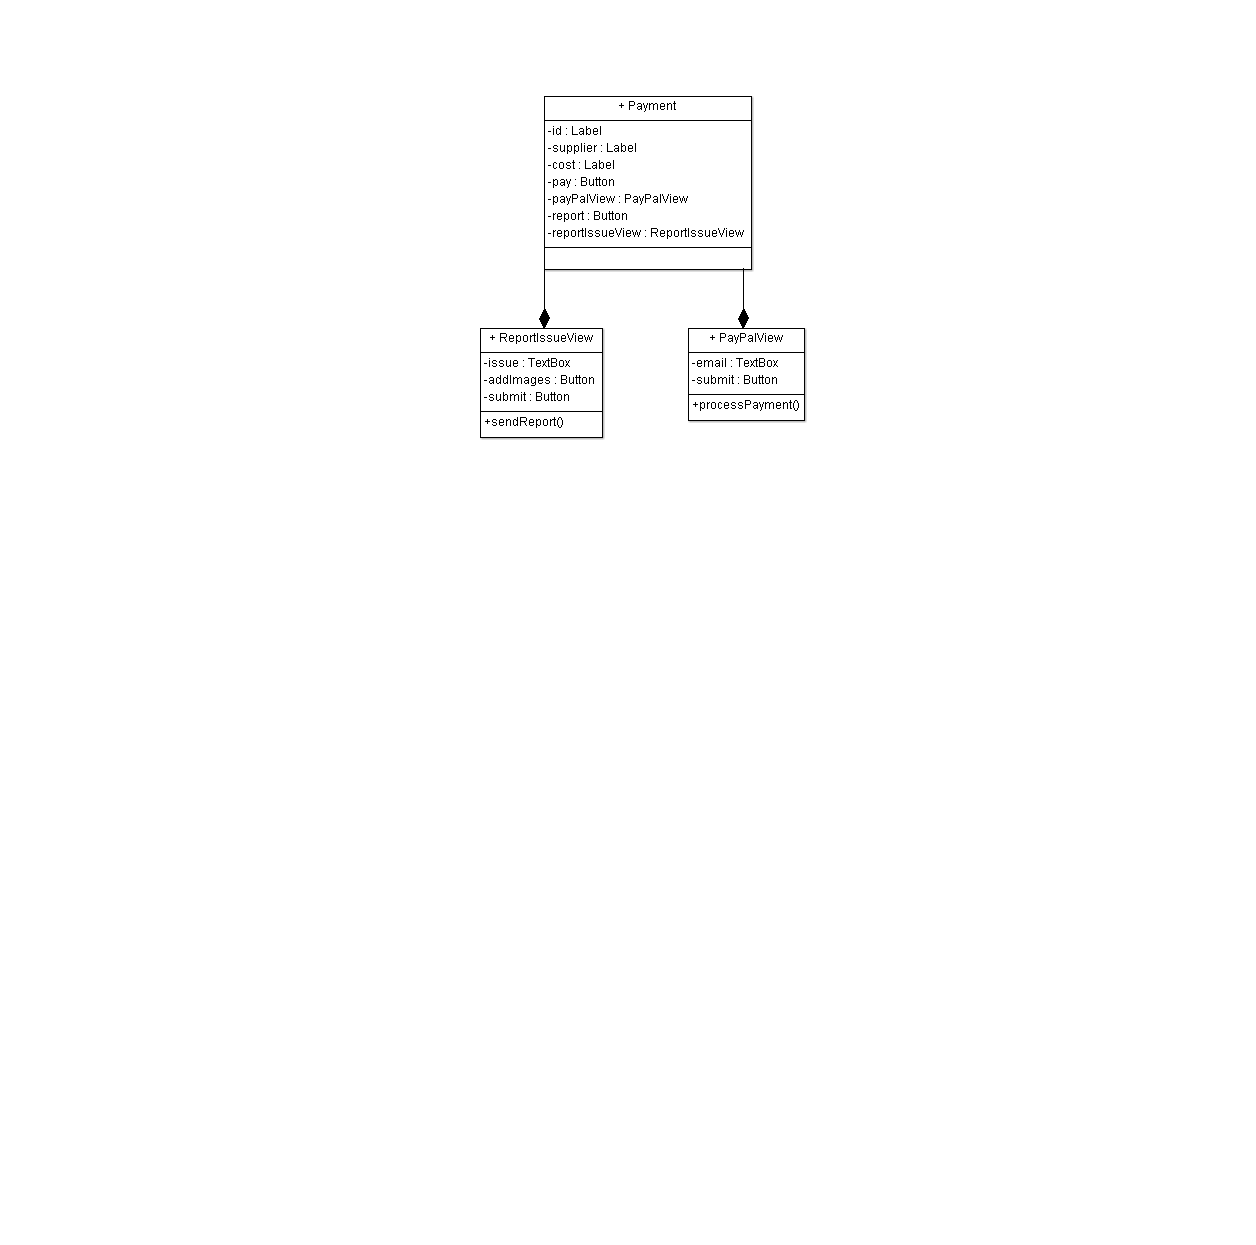 + Payment
-id : Label
-supplier : Label
-cost : Label
-pay : Button
-payPalView : PayPalView
-report : Button
-reportIssueView : ReportIssueView
+ ReportIssueView
-issue : TextBox
-addImages : Button
-submit : Button
+sendReport()
+ PayPalView
-email : TextBox
-submit : Button
+processPayment()